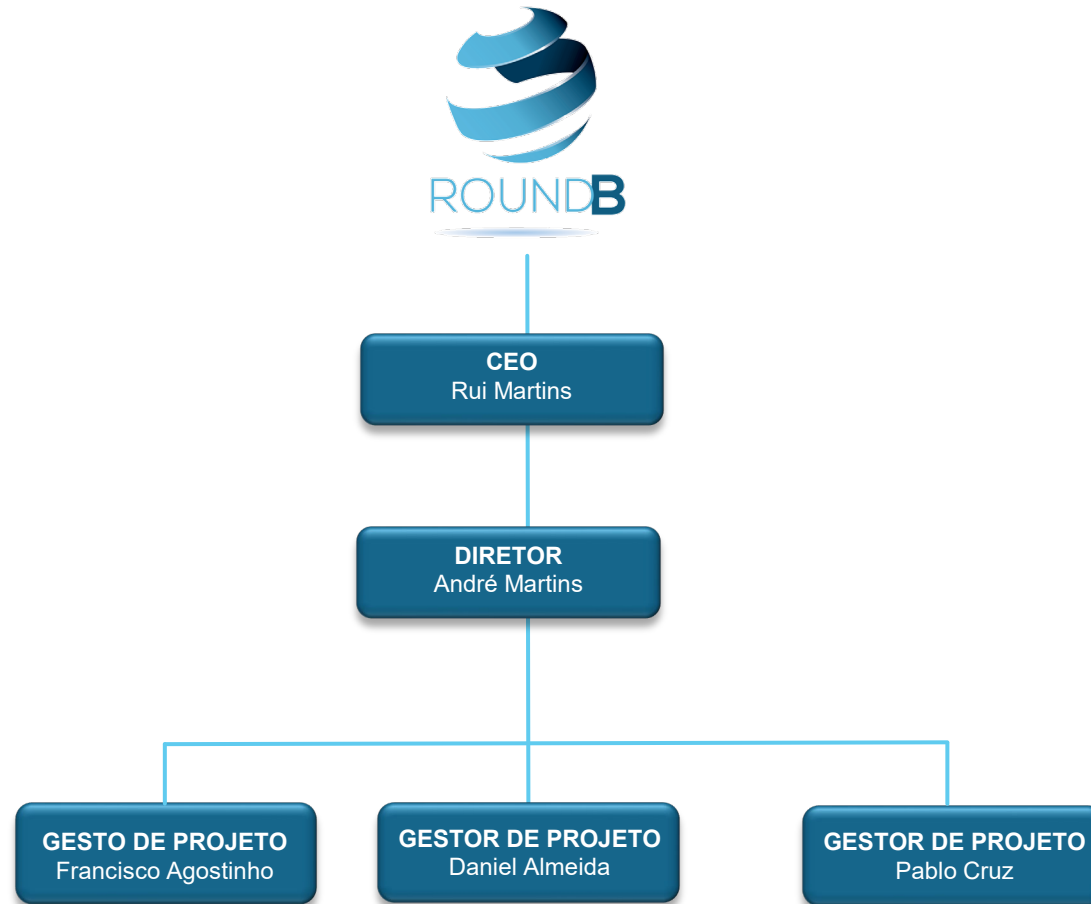 ROUNDB
CEO
Rui Martins
DIRETOR
André Martins
GESTO DE PROJETO
Francisco Agostinho
GESTOR DE PROJETO
Daniel Almeida
GESTOR DE PROJETO
Pablo Cruz